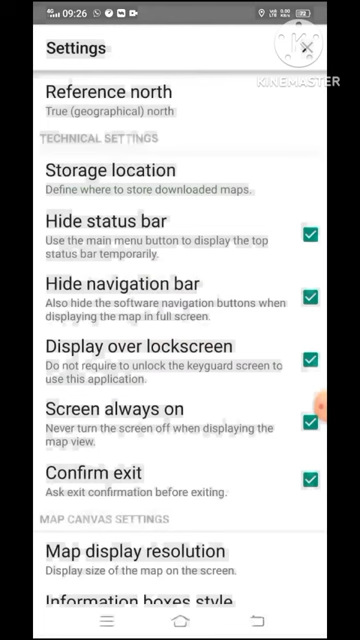 4G 09:26
Settings
KINEMASTER
Reference north
True (geographical) north
TECHNICAL SETTINGS
Storage location
Define where to store downloaded maps.
Hide status bar
Use the main menu button to display the top
status bar temporarily.
Hide navigation bar
Also hide the software navigation buttons when
displaying the map in full screen.
Display over lockscreen
Do not require to unlock the keyguard screen to
use this application.
Screen always on
Never turn the screen off when displaying the
map view.
Confirm exit
Ask exit confirmation before exiting.
MAP CANVAS SETTINGS
Map display resolution
Display size of the map on the screen.
Information boxes style